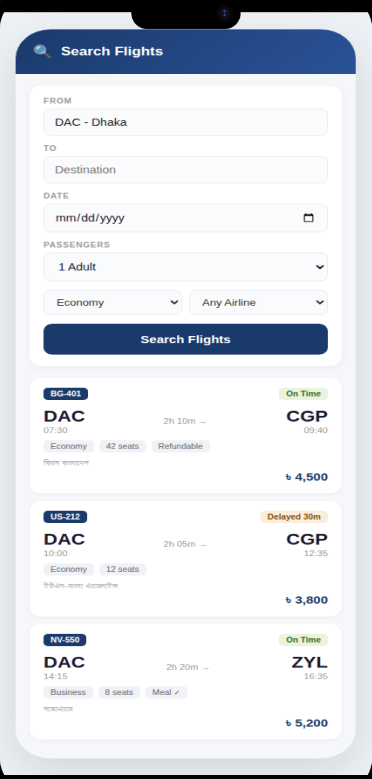 Search Flights
FROM
DAC - Dhaka
TO
Destination
DATE
mm/dd/yyyy
PASSENGERS
1 Adult
Economy Any Airline
Search Flights
BG-401 On Time
DAC 2h 10m → CGP
07:30 09:40
Economy 42 seats Refundable
বিমান বাংলাদেশ
৳ 4,500
US-212 Delayed 30m
DAC 2h 05m → CGP
10:00 12:35
Economy 12 seats
ইউএস-বাংলা এয়ারলাইন্স
৳ 3,800
NV-550 On Time
DAC 2h 20m → ZYL
14:15 16:35
Business 8 seats Meal ✓
নভোএয়ার
৳ 5,200